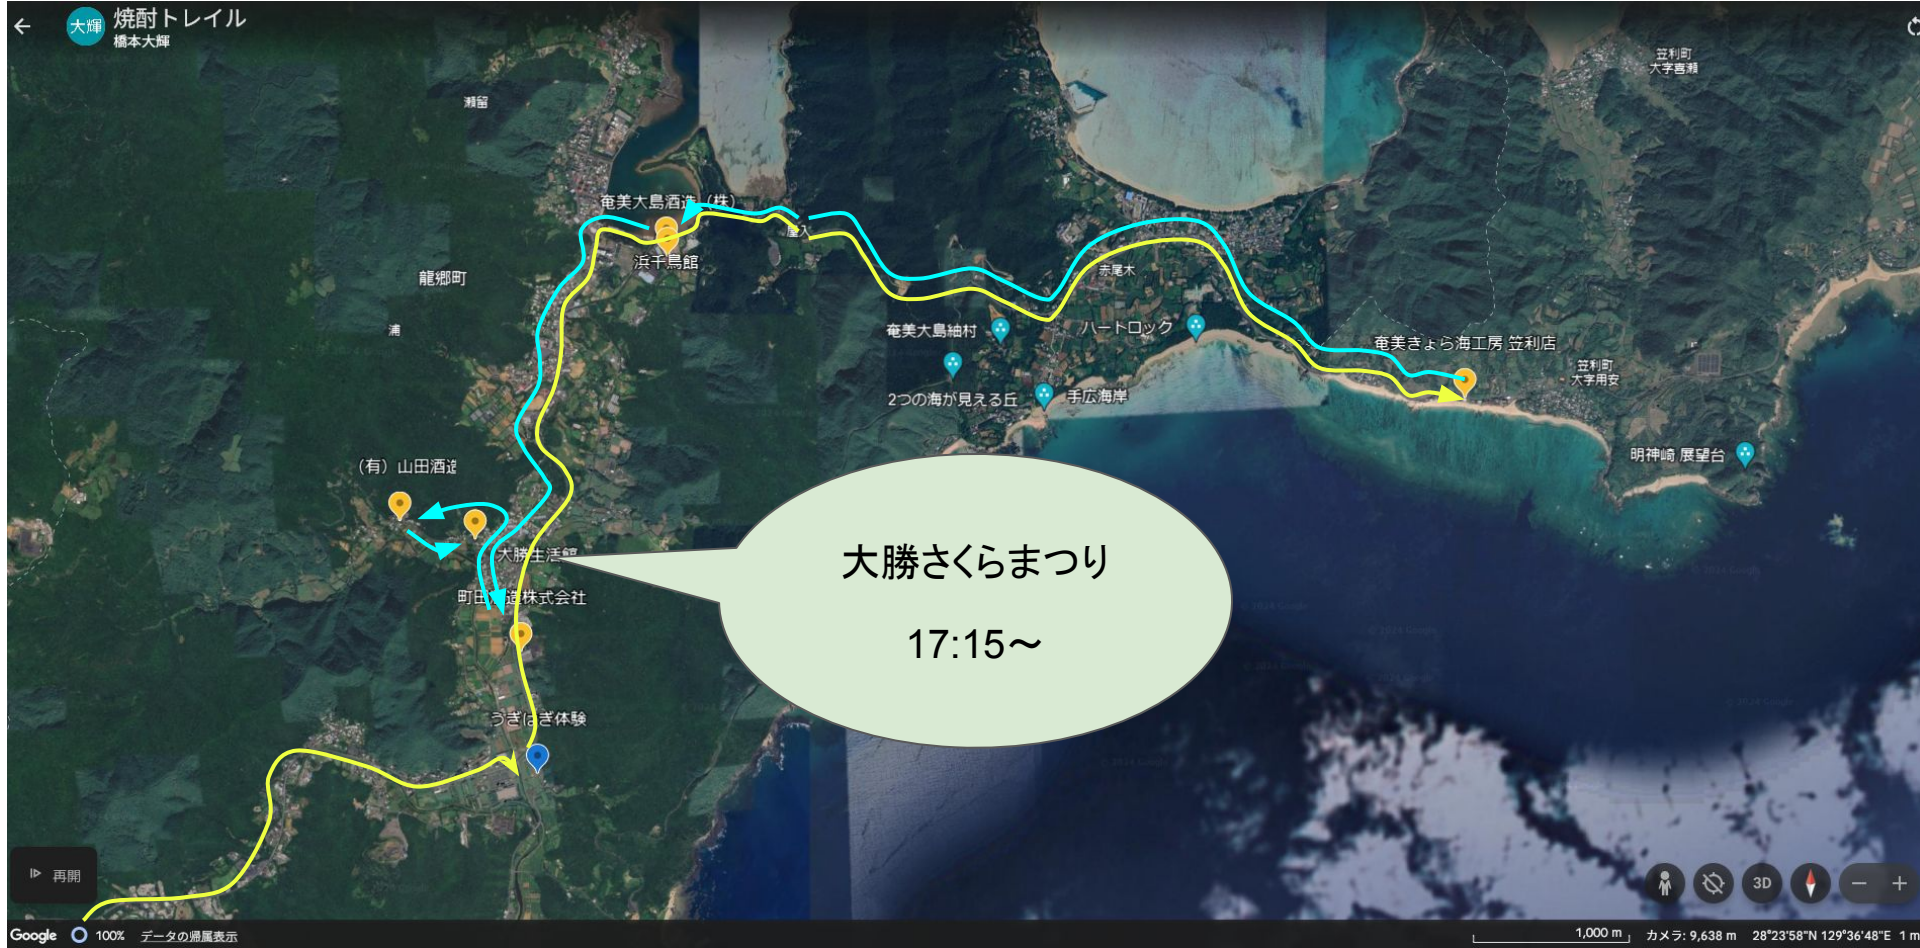 大輝
焼酎トレイル
橋本大輝
笠利町
大字喜瀬
瀬留
奄美大島酒造（株）
屋入
浜千鳥館
龍郷町
赤尾木
浦
奄美大島紬村
ハートロック
奄美きょら海工房 笠利店
笠利町
大字用安
2つの海が見える丘
手広海岸
明神崎 展望台
（有）山田酒造
大勝生活館
町田酒造株式会社
大勝さくらまつり
17:15～
うぎはぎ体験
再開
3D
Google
100%
データの帰属表示
1,000 m
カメラ: 9,638 m
28°23'58"N 129°36'48"E
1 m